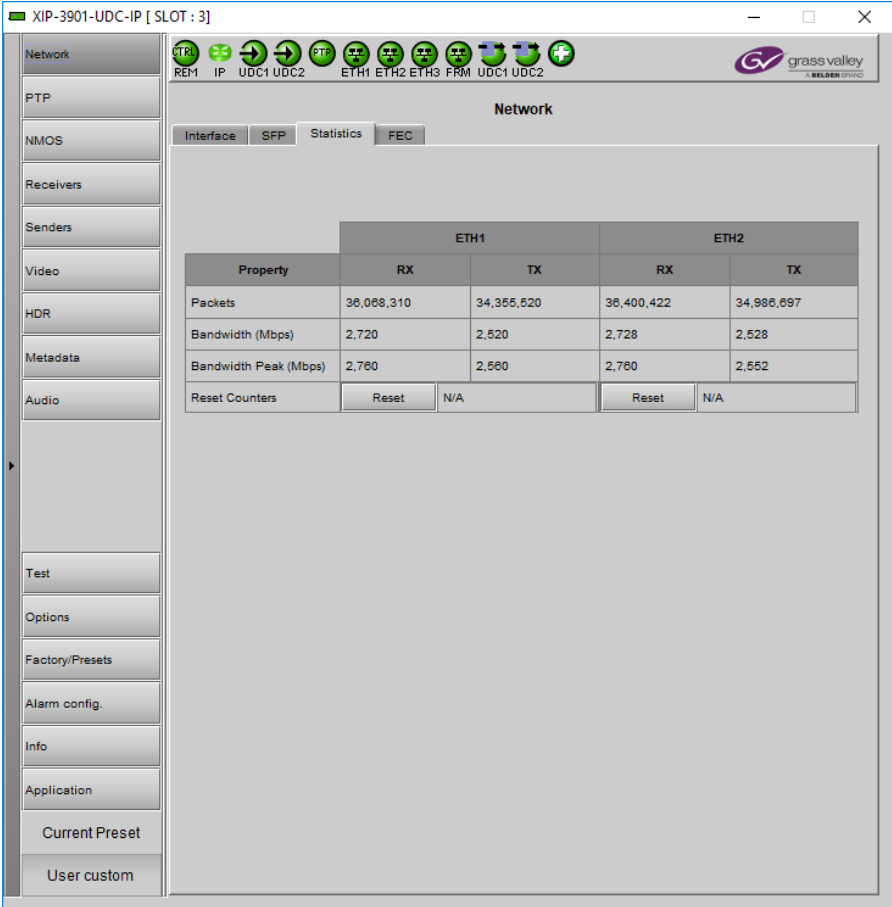 XIP-3901-UDC-IP [ SLOT : 3]
Network
PTP
NMOS
Receivers
Senders
Video
HDR
Metadata
Audio
Test
Options
Factory/Presets
Alarm config.
Info
Application
Current Preset
User custom
CTRL PTP
REM IP UDC1 UDC2 ETH1 ETH2 ETH3 FRM UDC1 UDC2
GV grass valley
A BELDEN BRAND
Network
Interface SFP Statistics FEC
ETH1 ETH2
Property RX TX RX TX
Packets 36,068,310 34,355,520 36,400,422 34,986,697
Bandwidth (Mbps) 2,720 2,520 2,728 2,528
Bandwidth Peak (Mbps) 2,760 2,560 2,760 2,552
Reset Counters Reset N/A Reset N/A